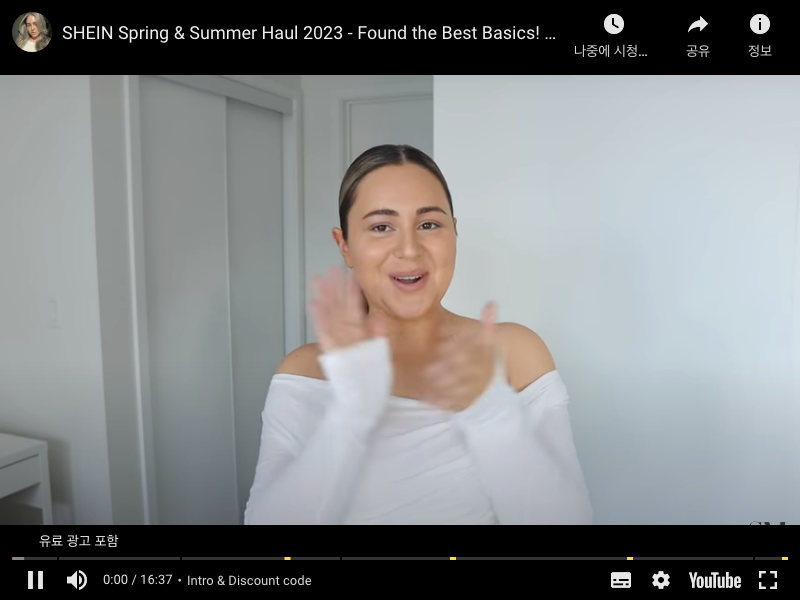 SHEIN Spring & Summer Haul 2023 - Found the Best Basics! ...
나중에 시청...
공유
정보
유료 광고 포함
0:00 / 16:37 • Intro & Discount code
YouTube